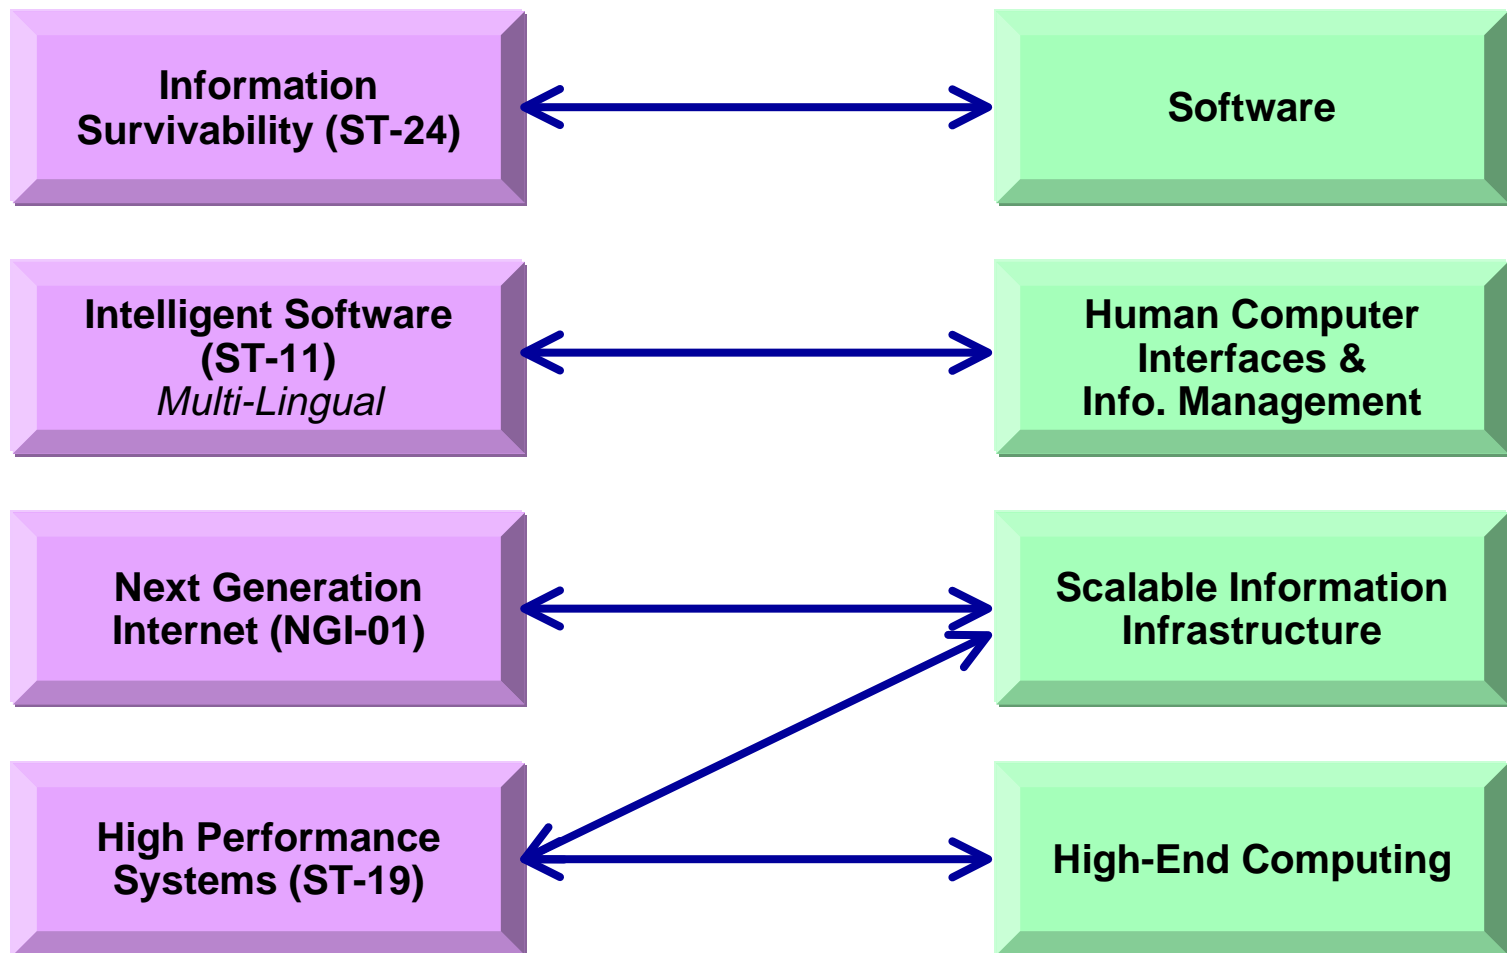 Information
Survivability (ST-24)
Software
Intelligent Software
(ST-11)
Multi-Lingual
Human Computer
Interfaces &
Info. Management
Next Generation
Internet (NGI-01)
Scalable Information
Infrastructure
High Performance
Systems (ST-19)
High-End Computing